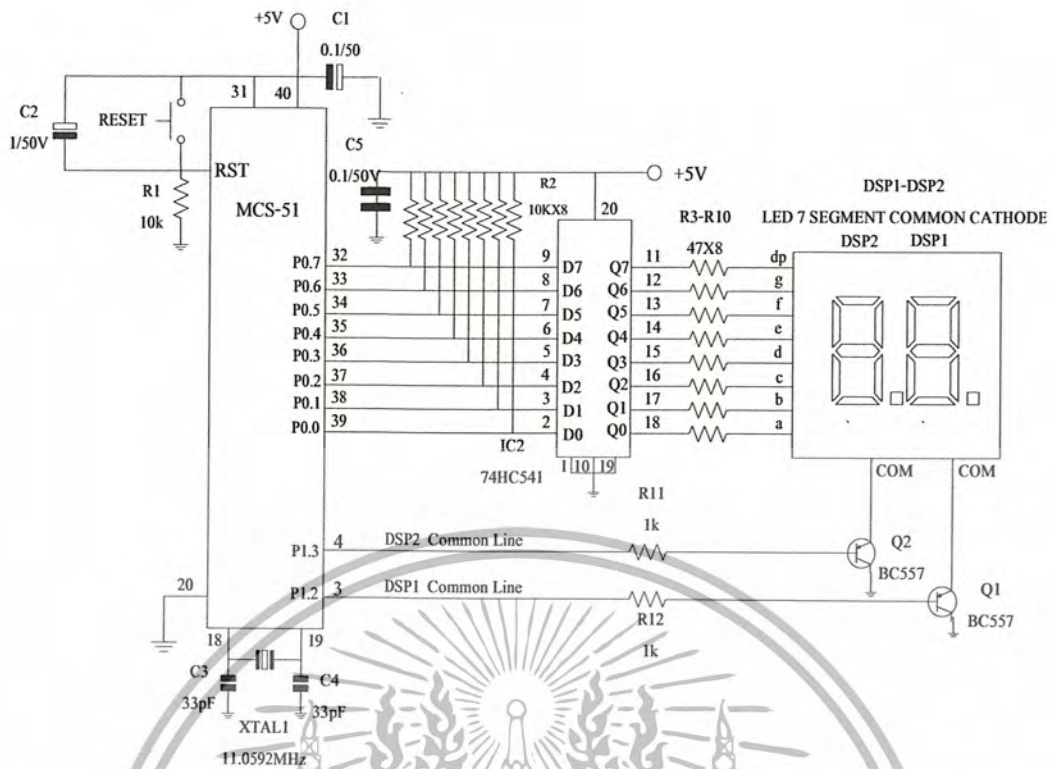 +5V
C1
0.1/50
31
40
C2
1/50V
RESET
RST
R1
10k
MCS-51
C5
0.1/50V
R2
10KX8
+5V
20
DSP1-DSP2
LED 7 SEGMENT COMMON CATHODE
DSP2 DSP1
R3-R10
47X8
P0.7 32 9 D7 Q7 11 dp
P0.6 33 8 D6 Q6 12 g
P0.5 34 7 D5 Q5 13 f
P0.4 35 6 D4 Q4 14 e
P0.3 36 5 D3 Q3 15 d
P0.2 37 4 D2 Q2 16 c
P0.1 38 3 D1 Q1 17 b
P0.0 39 2 D0 Q0 18 a
IC2
74HC541
1 10 19
COM COM
R11
1k
P1.3 4 DSP2 Common Line
Q2
BC557
P1.2 3 DSP1 Common Line
R12
1k
Q1
BC557
20
18 19
C3
33pF
C4
33pF
XTAL1
11.0592MHz